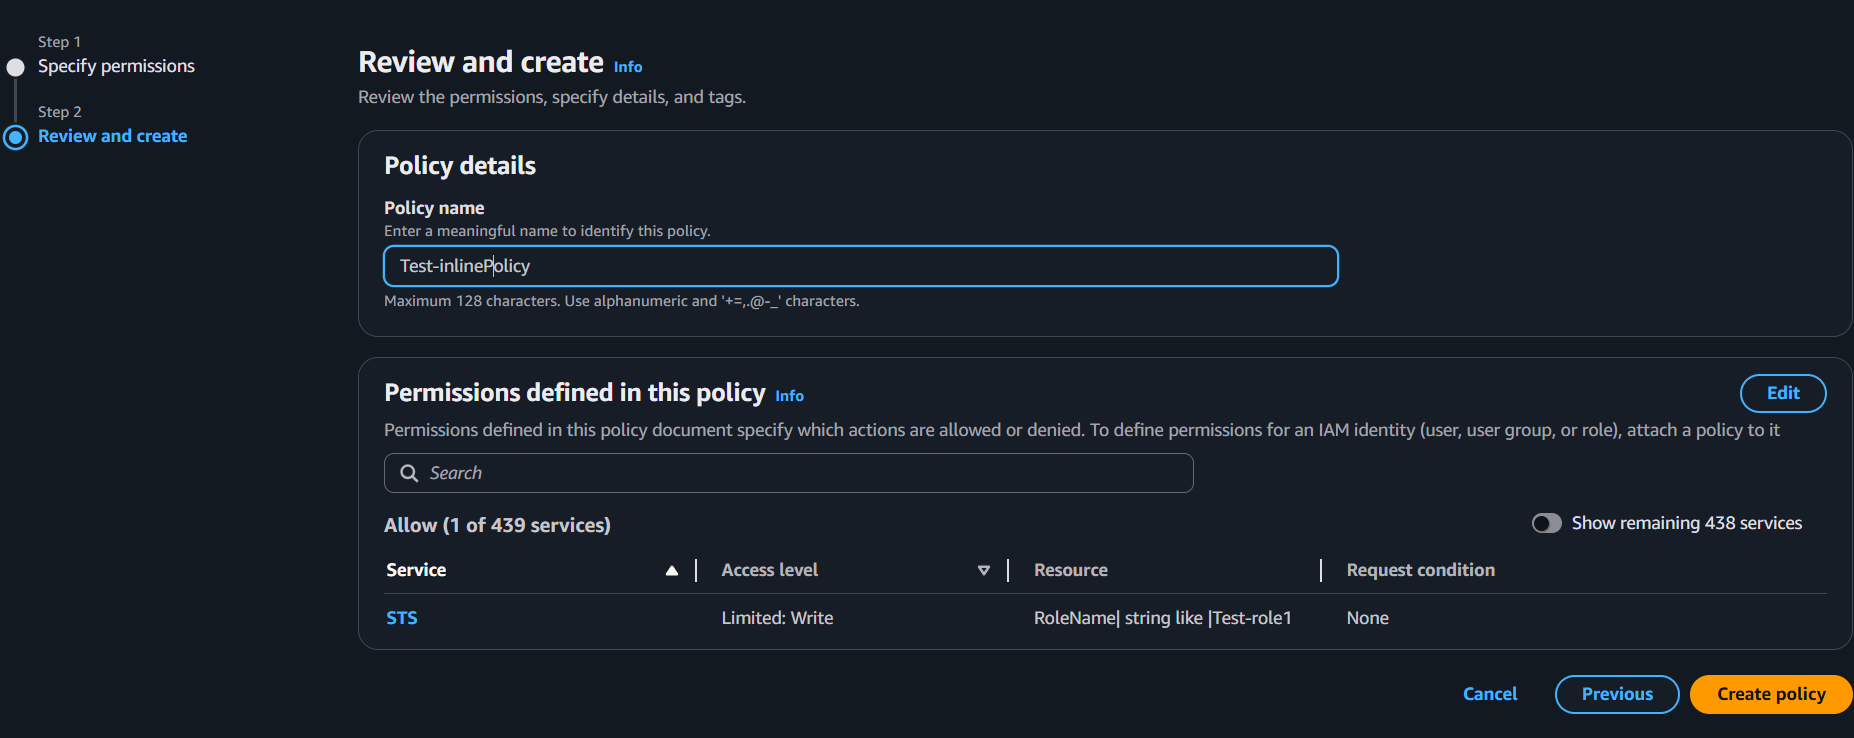 Step 1
Specify permissions
Step 2
Review and create
Review and create Info
Review the permissions, specify details, and tags.
Policy details
Policy name
Enter a meaningful name to identify this policy.
Test-inlinePolicy
Maximum 128 characters. Use alphanumeric and '+=,.@-_' characters.
Permissions defined in this policy Info
Edit
Permissions defined in this policy document specify which actions are allowed or denied. To define permissions for an IAM identity (user, user group, or role), attach a policy to it
Search
Allow (1 of 439 services)
Show remaining 438 services
Service Access level Resource Request condition
STS Limited: Write RoleName| string like |Test-role1 None
Cancel Previous Create policy